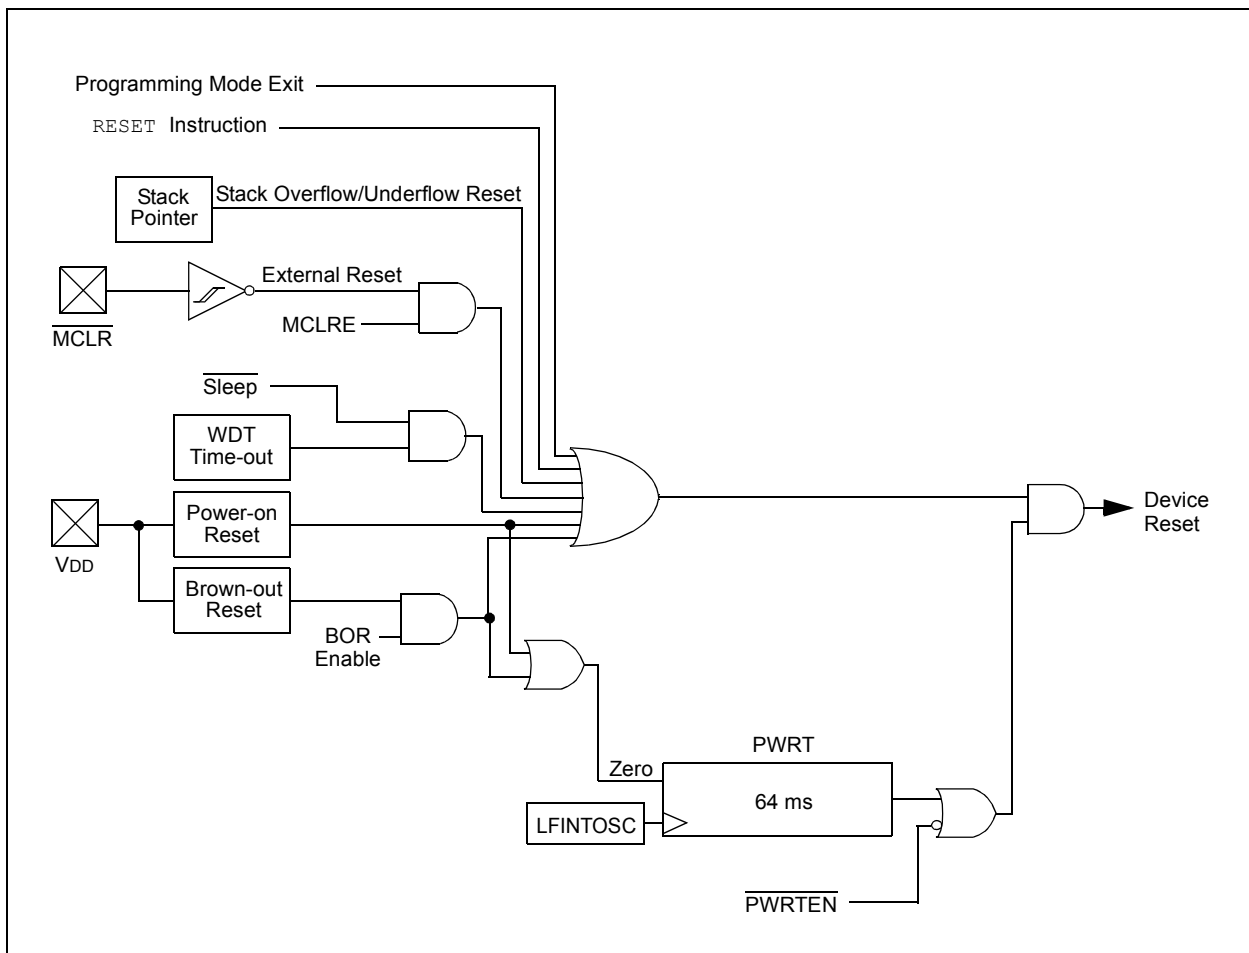 Programming Mode Exit
RESET Instruction
Stack
Pointer
Stack Overflow/Underflow Reset
External Reset
MCLR
MCLRE
Sleep
WDT
Time-out
VDD
Power-on
Reset
Brown-out
Reset
BOR
Enable
Device
Reset
PWRT
Zero
64 ms
LFINTOSC
PWRTEN